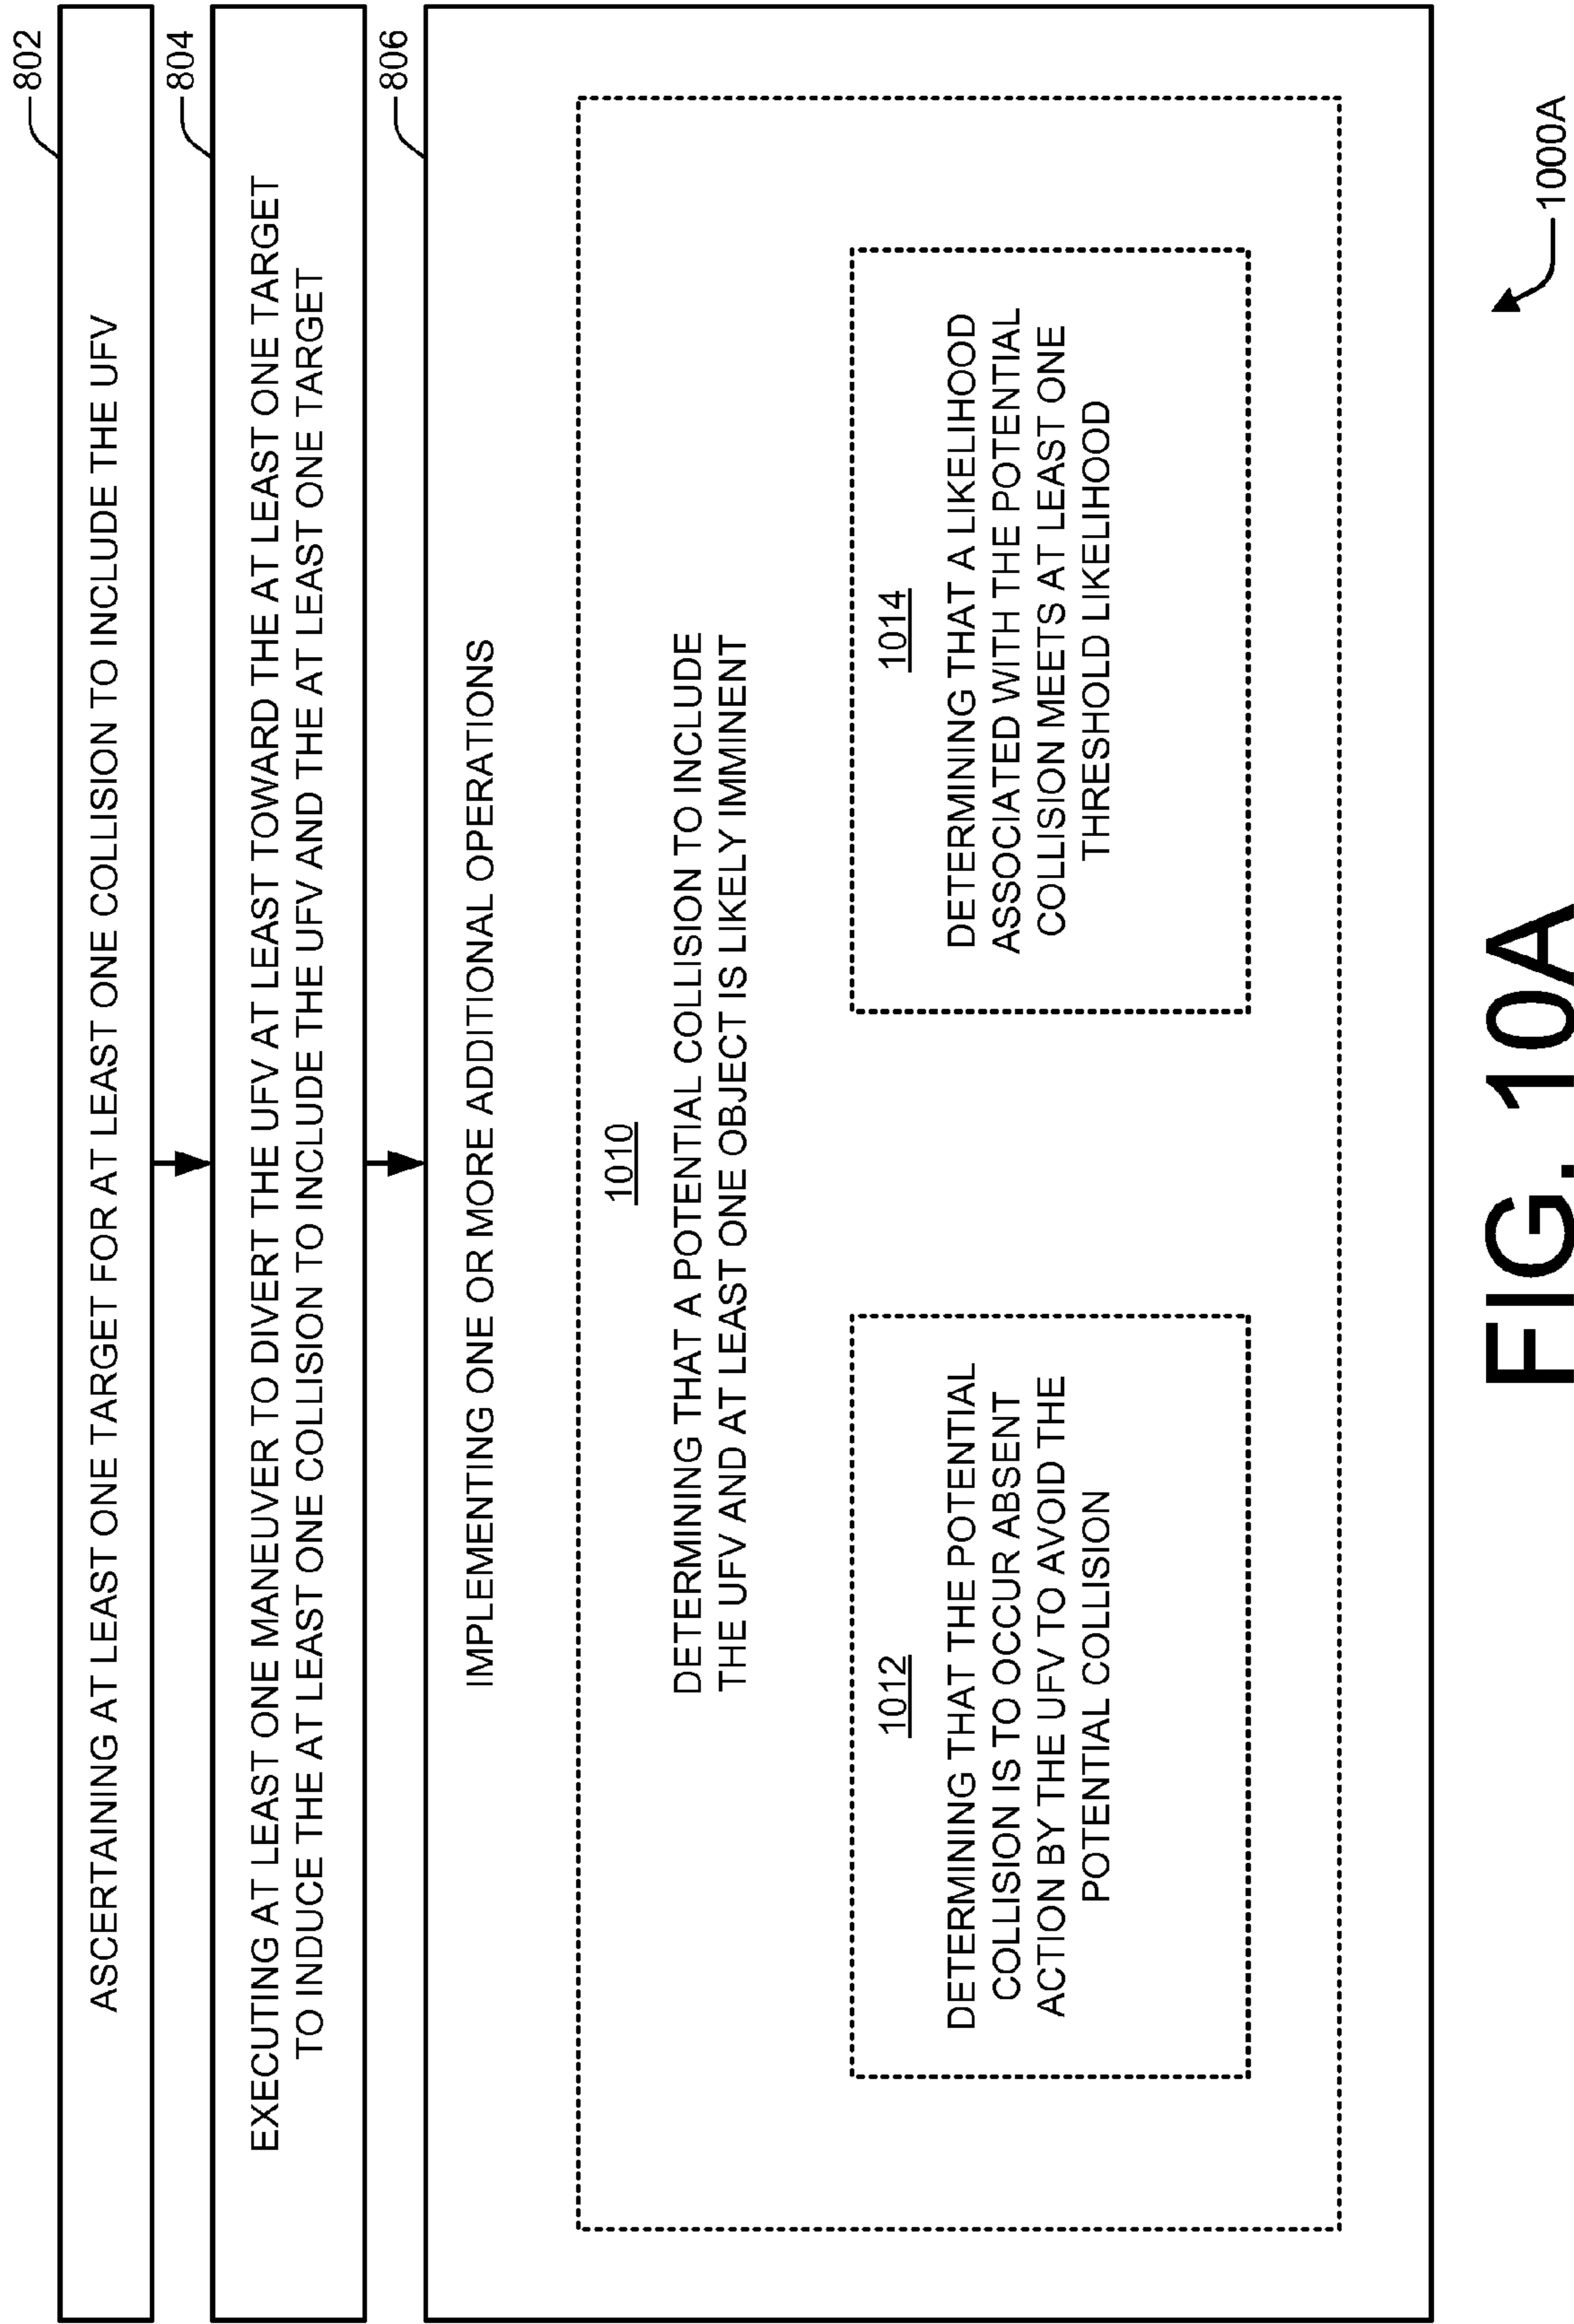 802
ASCERTAINING AT LEAST ONE TARGET FOR AT LEAST ONE COLLISION TO INCLUDE THE UFV
804
EXECUTING AT LEAST ONE MANEUVER TO DIVERT THE UFV AT LEAST TOWARD THE AT LEAST ONE TARGET
TO INDUCE THE AT LEAST ONE COLLISION TO INCLUDE THE UFV AND THE AT LEAST ONE TARGET
806
IMPLEMENTING ONE OR MORE ADDITIONAL OPERATIONS
1010
DETERMINING THAT A POTENTIAL COLLISION TO INCLUDE
THE UFV AND AT LEAST ONE OBJECT IS LIKELY IMMINENT
1012
DETERMINING THAT THE POTENTIAL
COLLISION IS TO OCCUR ABSENT
ACTION BY THE UFV TO AVOID THE
POTENTIAL COLLISION
1014
DETERMINING THAT A LIKELIHOOD
ASSOCIATED WITH THE POTENTIAL
COLLISION MEETS AT LEAST ONE
THRESHOLD LIKELIHOOD
1000A
FIG. 10A